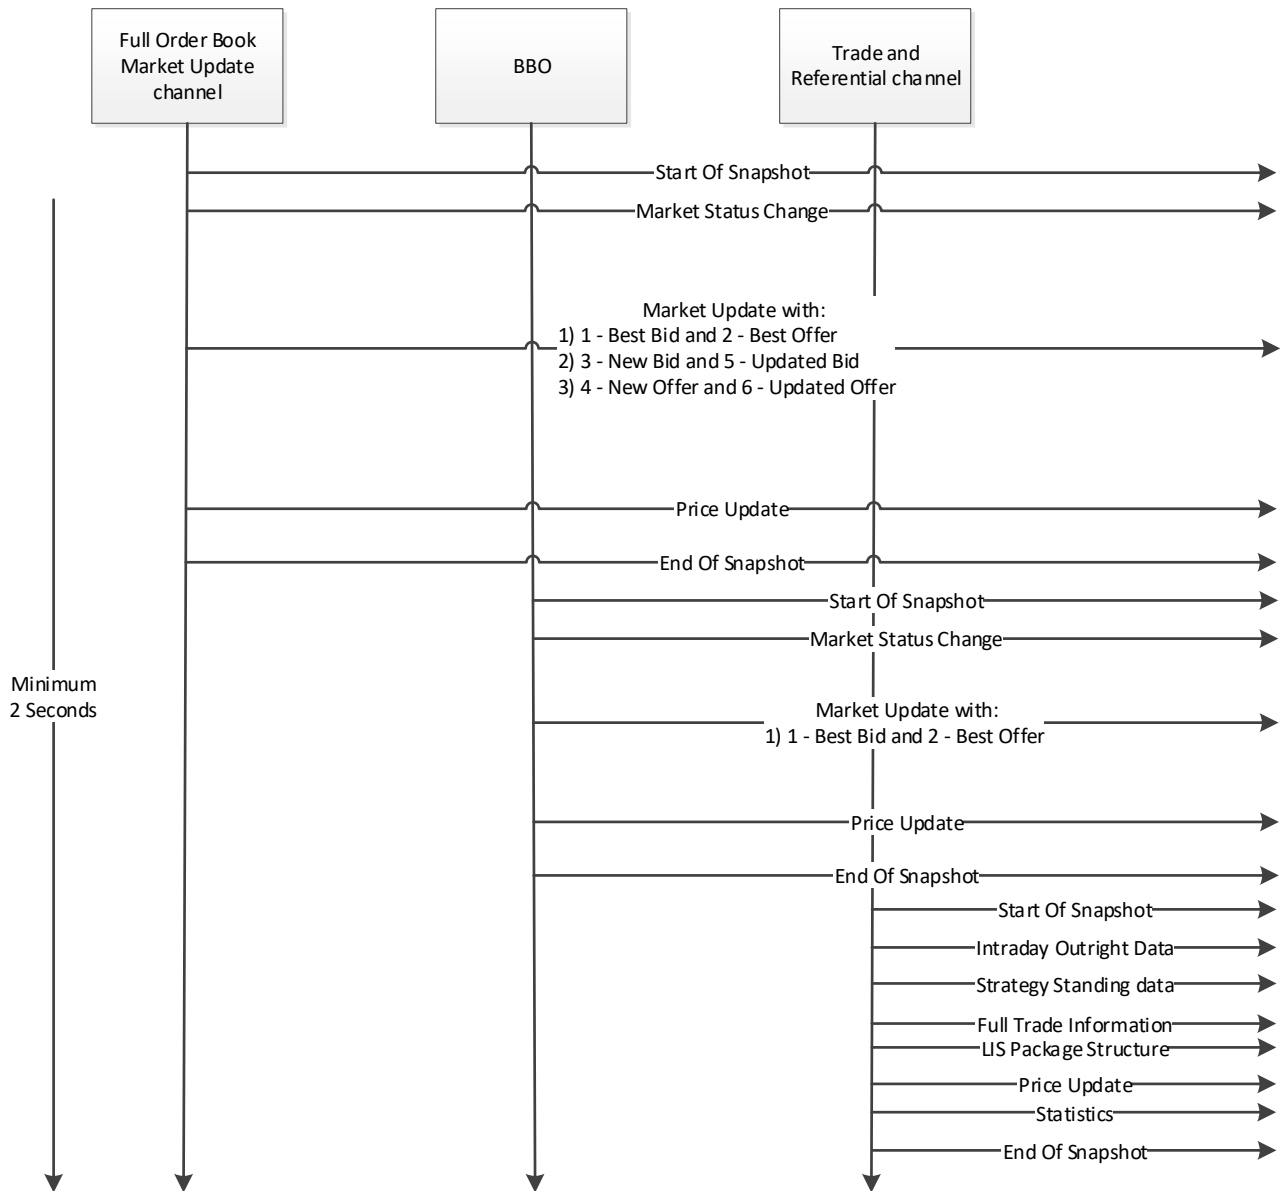 Full Order Book
Market Update
channel
BBO
Trade and
Referential channel
Start Of Snapshot
Market Status Change
Market Update with:
1) 1 - Best Bid and 2 - Best Offer
2) 3 - New Bid and 5 - Updated Bid
3) 4 - New Offer and 6 - Updated Offer
Price Update
End Of Snapshot
Start Of Snapshot
Market Status Change
Minimum
2 Seconds
Market Update with:
1) 1 - Best Bid and 2 - Best Offer
Price Update
End Of Snapshot
Start Of Snapshot
Intraday Outright Data
Strategy Standing data
Full Trade Information
LIS Package Structure
Price Update
Statistics
End Of Snapshot